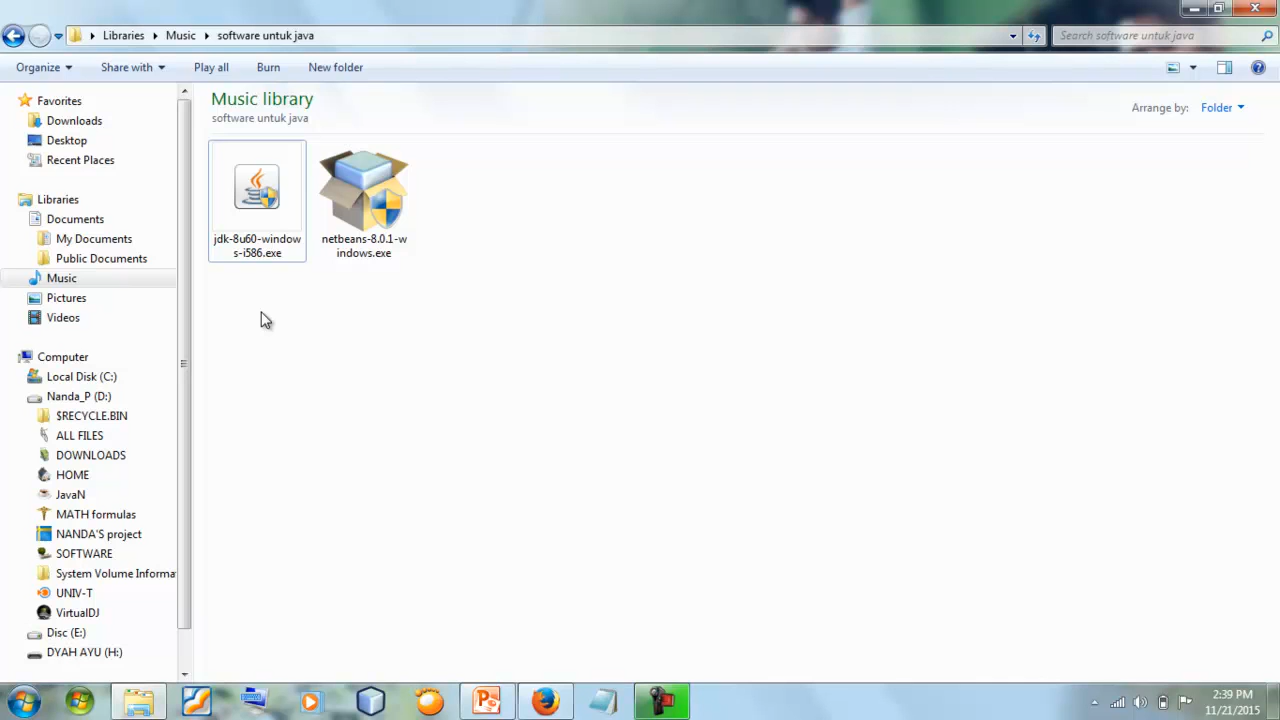 Libraries Music software untuk java
Search software untuk java
Organize Share with Play all Burn New folder
Favorites
Downloads
Desktop
Recent Places
Libraries
Documents
My Documents
Public Documents
Music
Pictures
Videos
Computer
Local Disk (C:)
Nanda_P (D:)
$RECYCLE.BIN
ALL FILES
DOWNLOADS
HOME
JavaN
MATH formulas
NANDA'S project
SOFTWARE
System Volume Informa
UNIV-T
VirtualDJ
Disc (E:)
DYAH AYU (H:)
Music library
software untuk java
Arrange by: Folder
jdk-8u60-window
s-i586.exe
netbeans-8.0.1-w
indows.exe
2:39 PM
11/21/2015